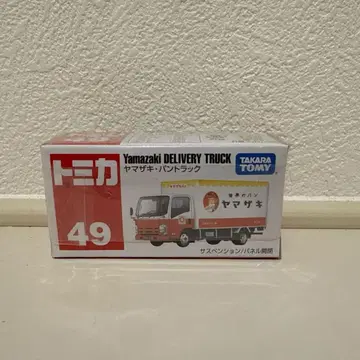 トミカ
49
Yamazaki DELIVERY TRUCK
ヤマザキ・パントラック
TAKARA
TOMY
ヤマザキ
サスペンション/パネル開閉